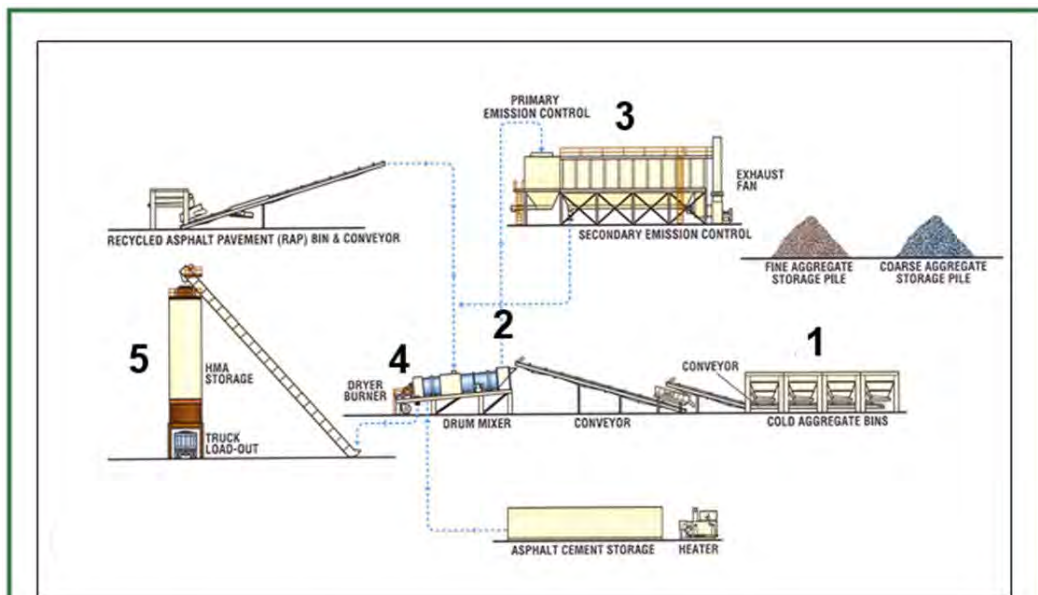 PRIMARY
EMISSION CONTROL
3
EXHAUST
FAN
RECYCLED ASPHALT PAVEMENT (RAP) BIN & CONVEYOR
SECONDARY EMISSION CONTROL
FINE AGGREGATE
STORAGE PILE
COARSE AGGREGATE
STORAGE PILE
5
HMA
STORAGE
TRUCK
LOAD-OUT
4
DRYER
BURNER
2
DRUM MIXER
CONVEYOR
CONVEYOR
1
COLD AGGREGATE BINS
ASPHALT CEMENT STORAGE
HEATER